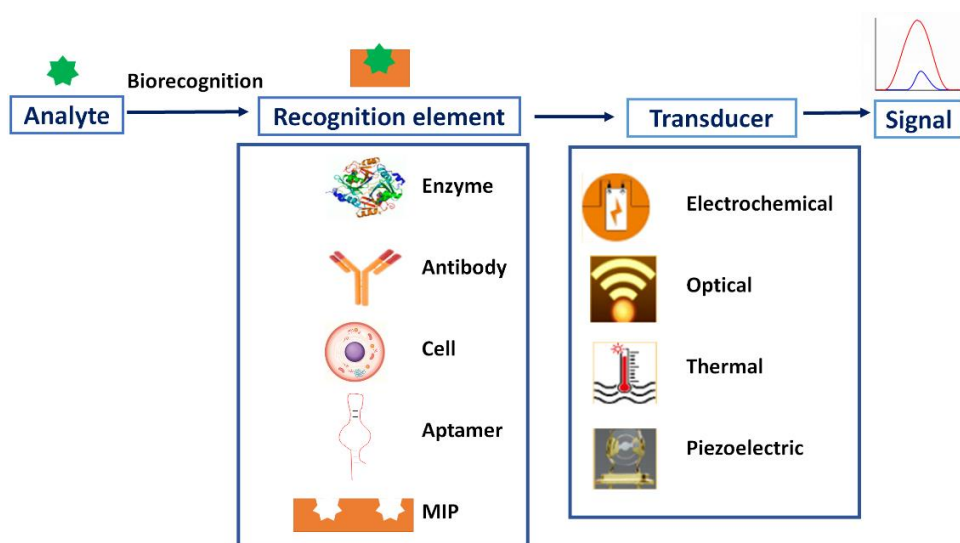 Biorecognition
Analyte
Recognition element
Transducer
Signal
Enzyme
Antibody
Cell
Aptamer
MIP
Electrochemical
Optical
Thermal
Piezoelectric